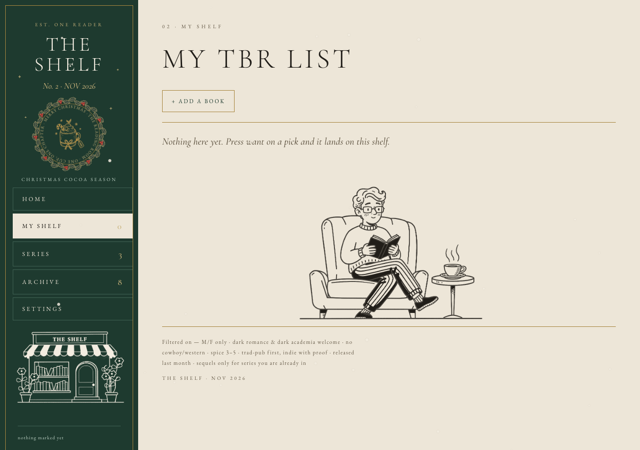 EST. ONE READER
THE
SHELF
No. 2 · NOV 2026
CHRISTMAS COCOA SEASON
HOME
MY SHELF 0
SERIES 3
ARCHIVE 8
SETTINGS
THE SHELF
nothing marked yet
02 · MY SHELF
MY TBR LIST
+ ADD A BOOK
Nothing here yet. Press want on a pick and it lands on this shelf.
Filtered on — M/F only · dark romance & dark academia welcome · no
cowboy/western · spice 3–5 · trad-pub first, indie with proof · released
last month · sequels only for series you are already in
THE SHELF · NOV 2026